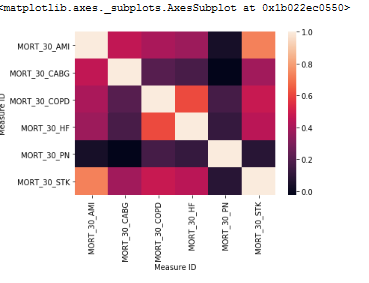 <matplotlib.axes._subplots.AxesSubplot at 0x1b022ec0550>
MORT_30_AMI
MORT_30_CABG
MORT_30_COPD
MORT_30_HF
MORT_30_PN
MORT_30_STK
Measure ID
1.0
0.8
0.6
0.4
0.2
0.0
MORT_30_AMI
MORT_30_CABG
MORT_30_COPD
MORT_30_HF
MORT_30_PN
MORT_30_STK
Measure ID